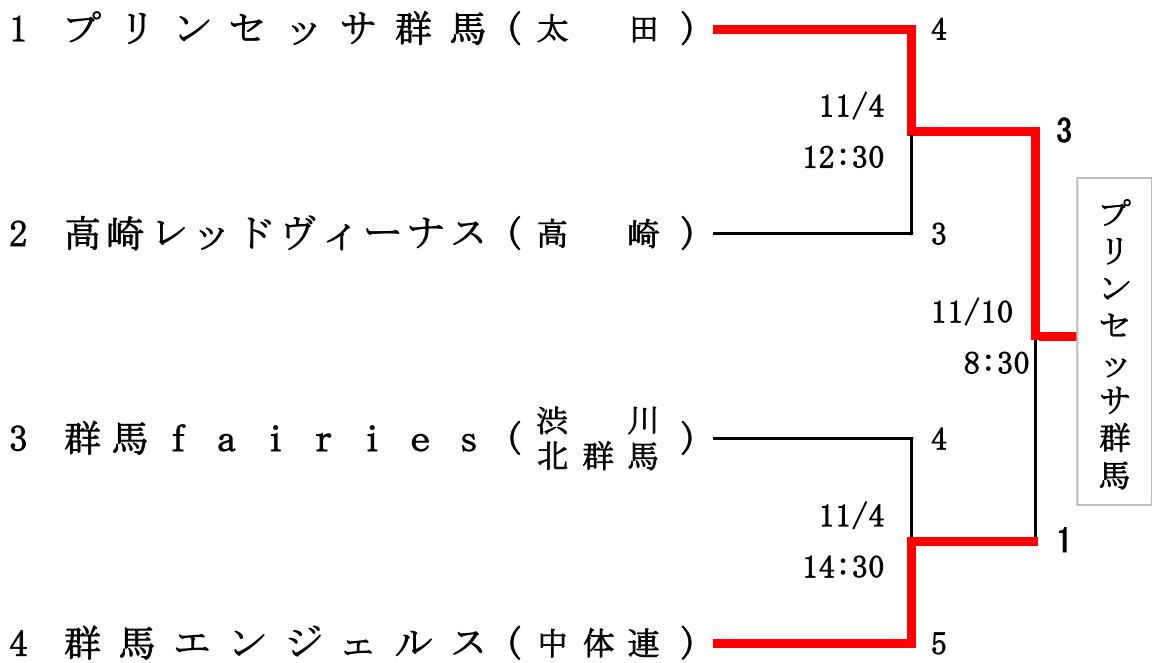 1 プリンセッサ群馬(太 田) 4
11/4
12:30
3
2 高崎レッドヴィーナス(高 崎) 3
プリンセッサ群馬
11/10
8:30
3 群馬fairies(渋 川 北群馬) 4
11/4
14:30
1
4 群馬エンジェルス(中体連) 5